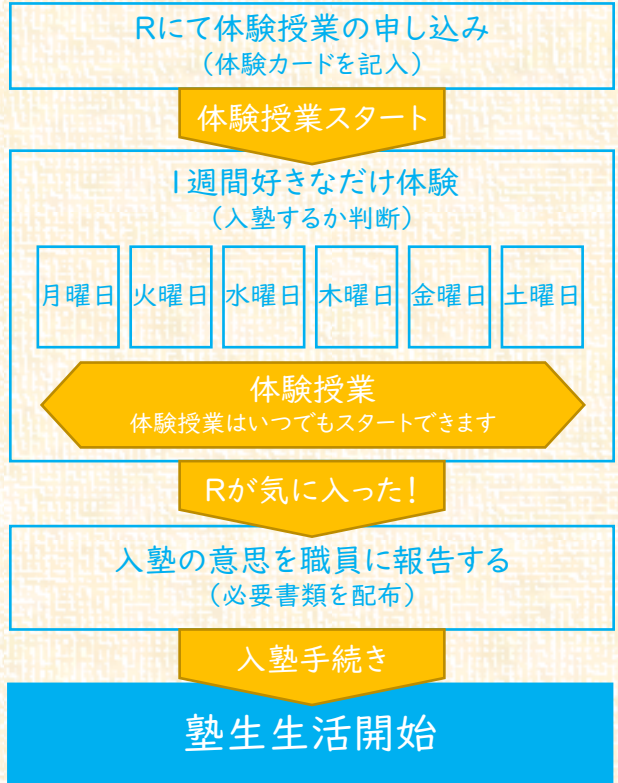 Rにて体験授業の申し込み
（体験カードを記入）
体験授業スタート
1週間好きなだけ体験
（入塾するか判断）
月曜日 火曜日 水曜日 木曜日 金曜日 土曜日
体験授業
体験授業はいつでもスタートできます
Rが気に入った！
入塾の意思を職員に報告する
（必要書類を配布）
入塾手続き
塾生生活開始